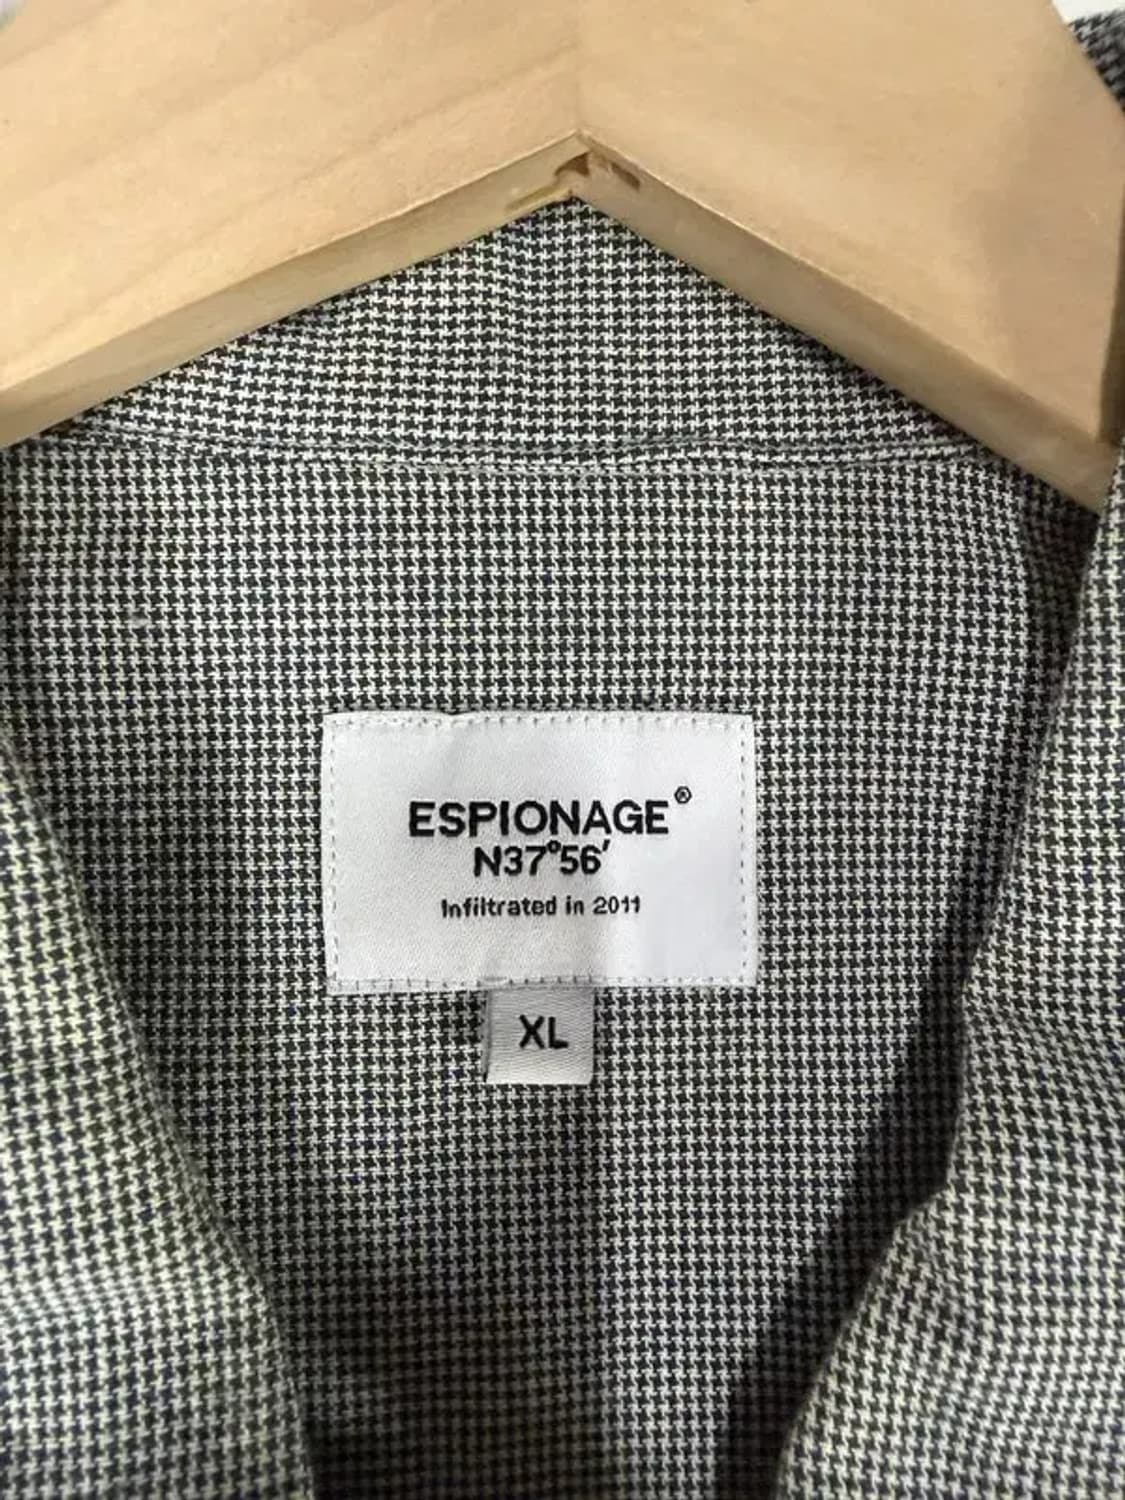 ESPIONAGE®
N37°56′
Infiltrated in 2011
XL